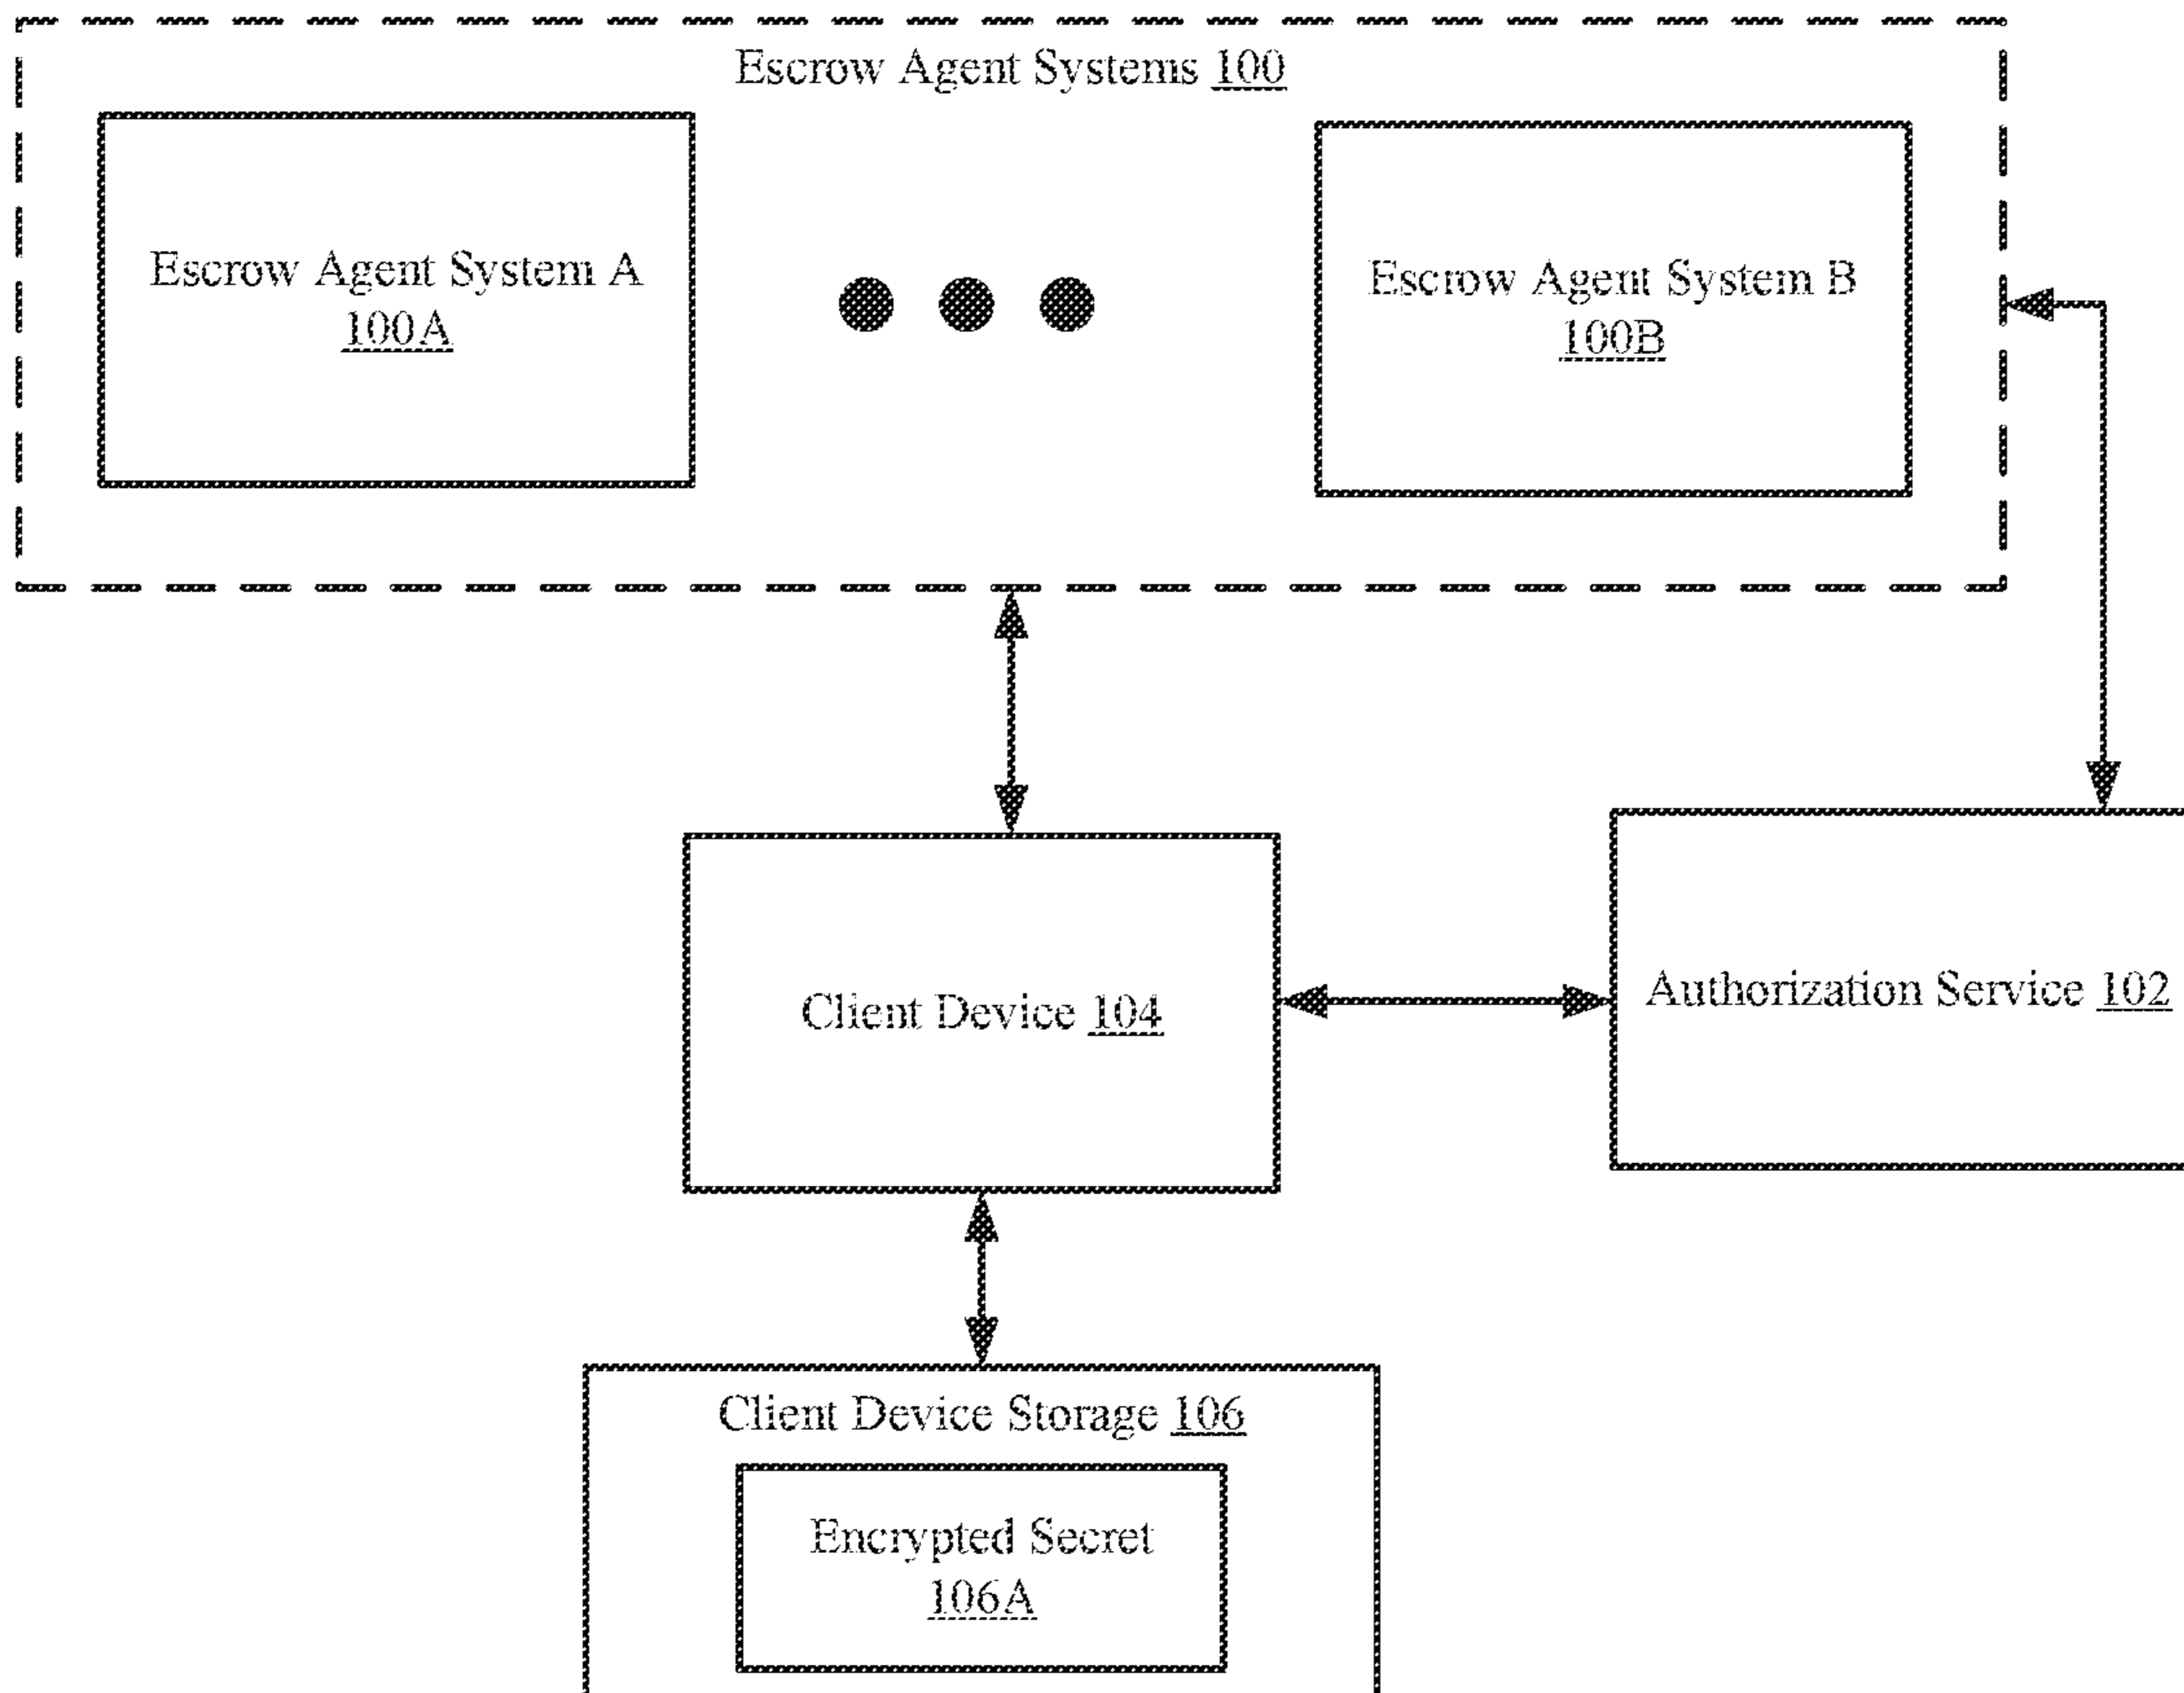 Escrow Agent Systems 100
Escrow Agent System A
100A
Escrow Agent System B
100B
Client Device 104
Authorization Service 102
Client Device Storage 106
Encrypted Secret
106A